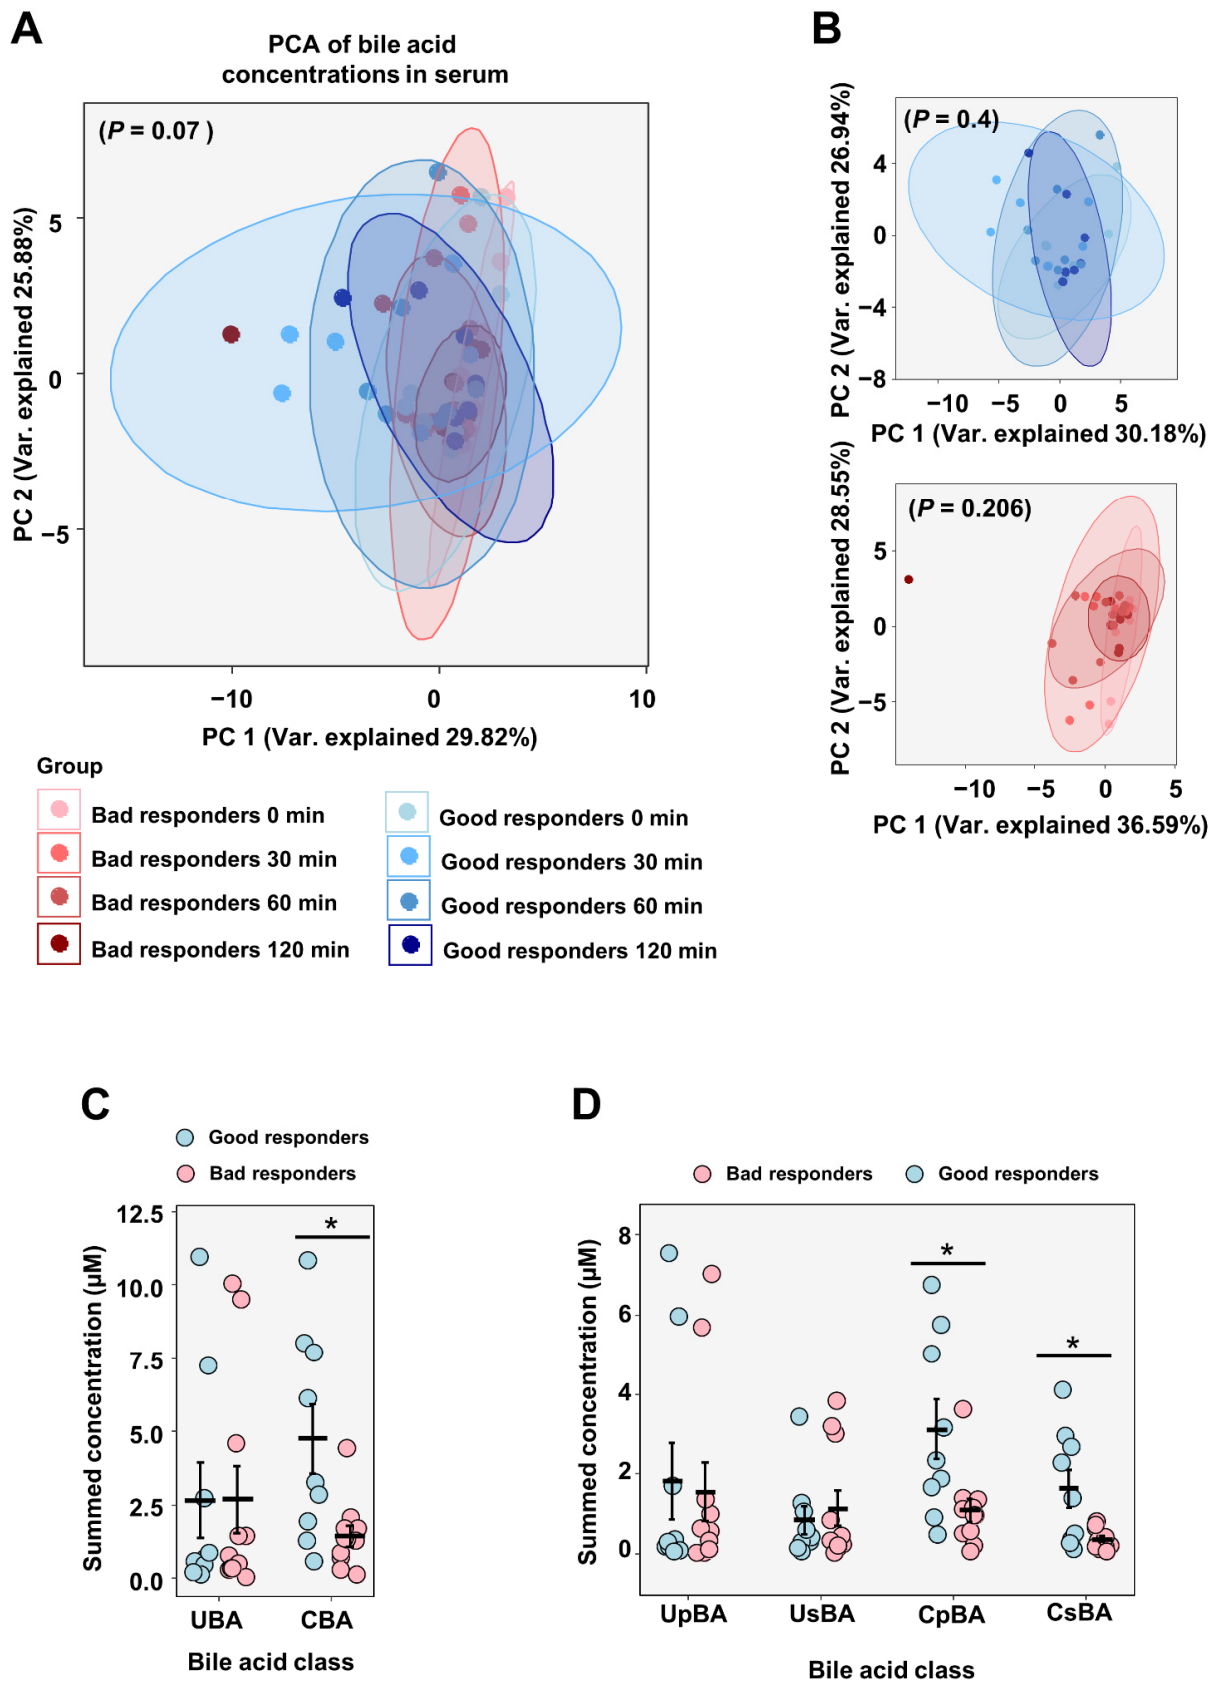 A
PCA of bile acid
concentrations in serum
(P = 0.07 )
PC 2 (Var. explained 25.88%)
5
0
−5
−10
0
10
PC 1 (Var. explained 29.82%)
Group
Bad responders 0 min
Bad responders 30 min
Bad responders 60 min
Bad responders 120 min
Good responders 0 min
Good responders 30 min
Good responders 60 min
Good responders 120 min
B
(P = 0.4)
PC 2 (Var. explained 26.94%)
4
0
−4
−8
−10
−5
0
5
PC 1 (Var. explained 30.18%)
(P = 0.206)
PC 2 (Var. explained 28.55%)
5
0
−5
−10
−5
0
5
PC 1 (Var. explained 36.59%)
C
Good responders
Bad responders
Summed concentration (µM)
12.5
10.0
7.5
5.0
2.5
0.0
*
UBA
CBA
Bile acid class
D
Bad responders
Good responders
Summed concentration (µM)
8
6
4
2
0
*
*
UpBA
UsBA
CpBA
CsBA
Bile acid class